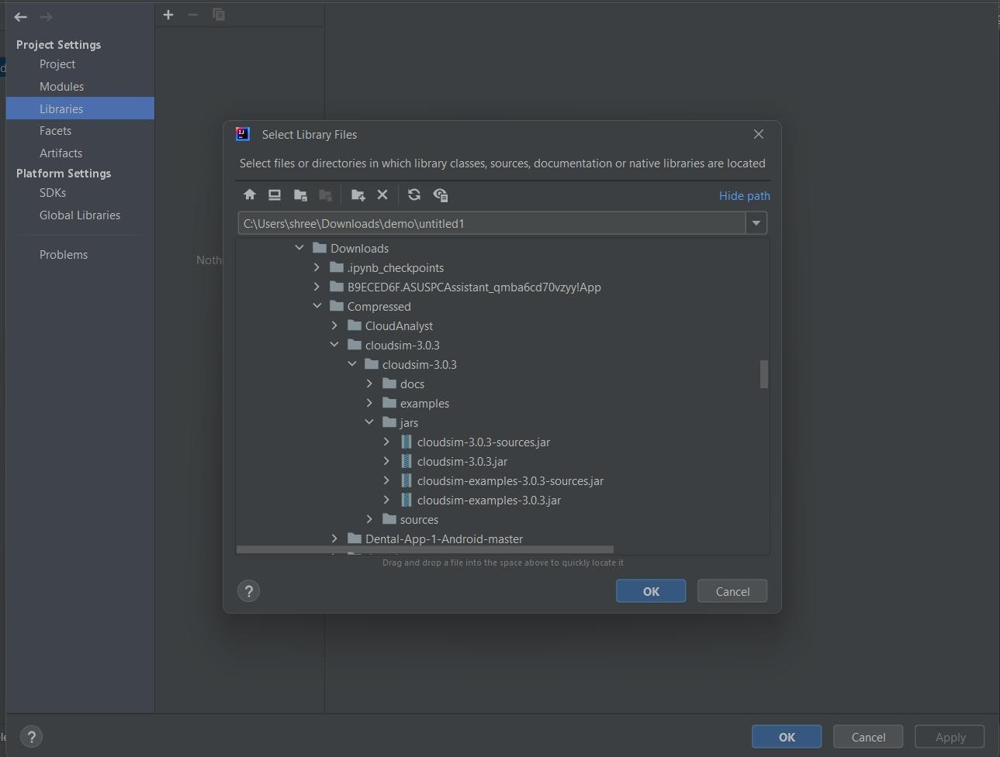 Project Settings
Project
Modules
Libraries
Facets
Artifacts
Platform Settings
SDKs
Global Libraries
Problems
Select Library Files
Select files or directories in which library classes, sources, documentation or native libraries are located
Hide path
C:\Users\shree\Downloads\demo\untitled1
Downloads
.ipynb_checkpoints
B9ECED6F.ASUSPCAssistant_qmba6cd70vzyy!App
Compressed
CloudAnalyst
cloudsim-3.0.3
cloudsim-3.0.3
docs
examples
jars
cloudsim-3.0.3-sources.jar
cloudsim-3.0.3.jar
cloudsim-examples-3.0.3-sources.jar
cloudsim-examples-3.0.3.jar
sources
Dental-App-1-Android-master
Drag and drop a file into the space above to quickly locate it
? OK Cancel
Nothi
? OK Cancel Apply